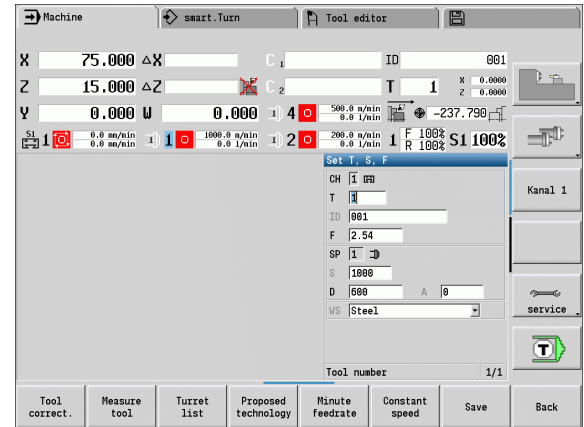 Machine smart.Turn Tool editor
X 75.000 ΔX C 1 ID 001
Z 15.000 ΔZ C 2 T 1 X 0.0000
Z 0.0000
Y 0.000 W 0.000 4 500.0 m/min
0.0 1/min
-237.790
S1 1 0.0 mm/min
0.0 mm/min
1 1000.0 m/min
0.0 1/min
2 200.0 m/min
0.0 1/min
1 F 100%
R 100%
S1 100%
Set T, S, F
CH 1
T 1
ID 001
F 2.54
SP 1
S 1000
D 600 A 0
WS Steel
Tool number 1/1
Kanal 1
service
T
Tool correct.
Measure tool
Turret list
Proposed technology
Minute feedrate
Constant speed
Save
Back